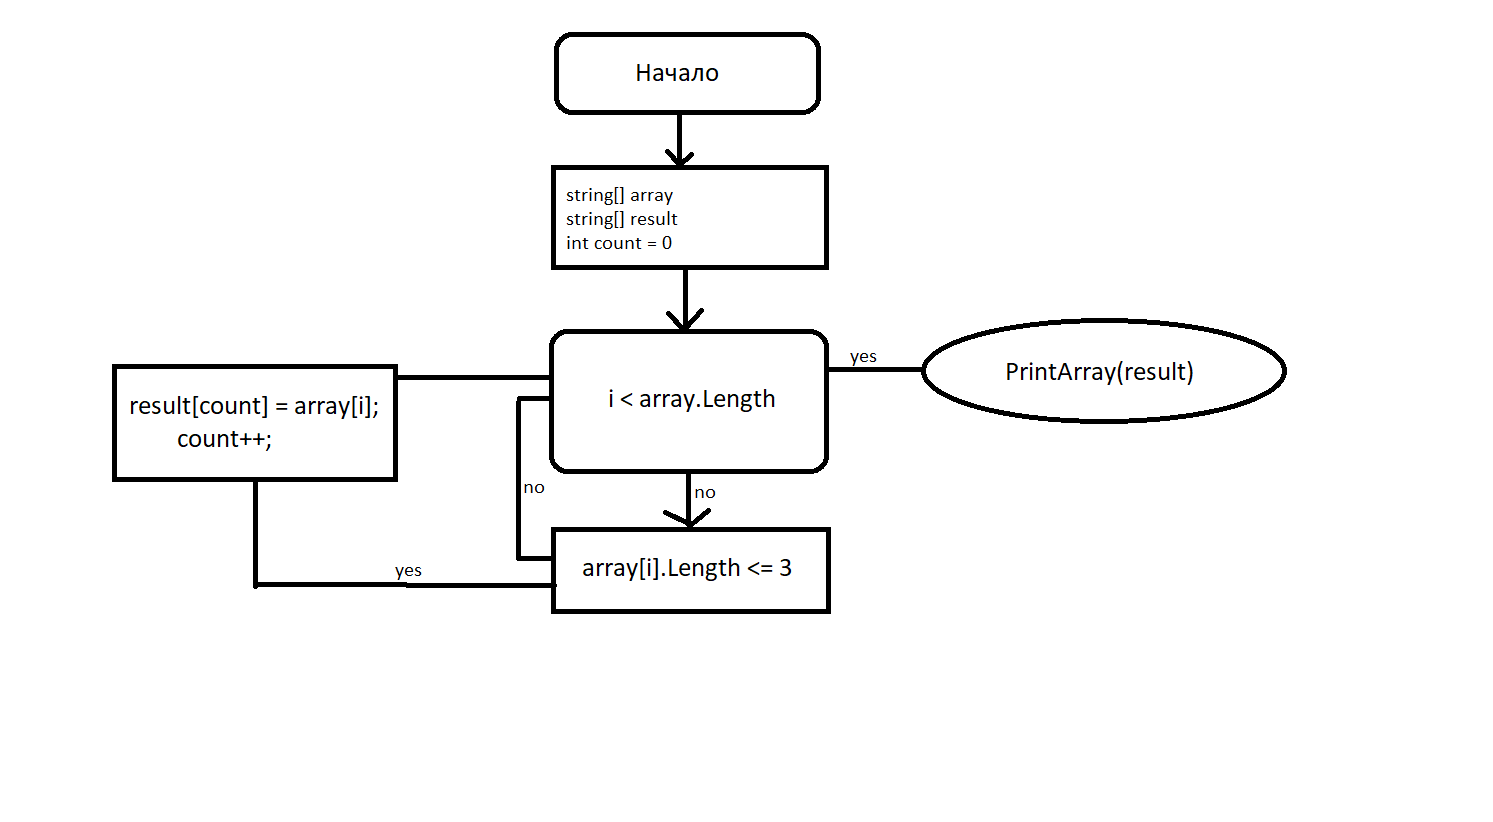 Начало
string[] array
string[] result
int count = 0
i < array.Length
yes
PrintArray(result)
result[count] = array[i];
count++;
no
no
array[i].Length <= 3
yes